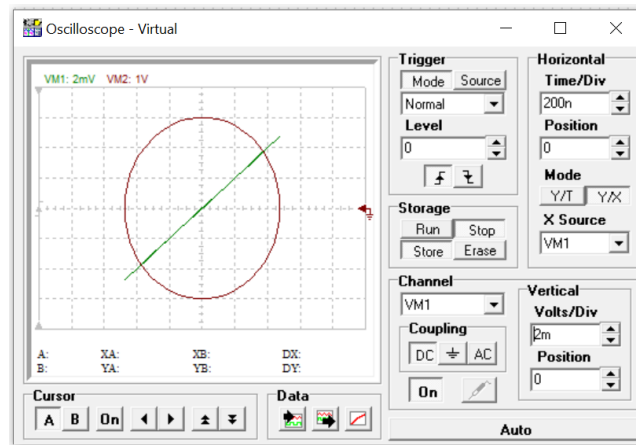 Oscilloscope - Virtual
VM1: 2mV VM2: 1V
A: XA: XB: DX:
B: YA: YB: DY:
Cursor
A B On
Data
Trigger
Mode Source
Normal
Level
0
Storage
Run Stop
Store Erase
Horizontal
Time/Div
200n
Position
0
Mode
Y/T Y/X
X Source
VM1
Channel
VM1
Coupling
DC AC
On
Vertical
Volts/Div
2m
Position
0
Auto